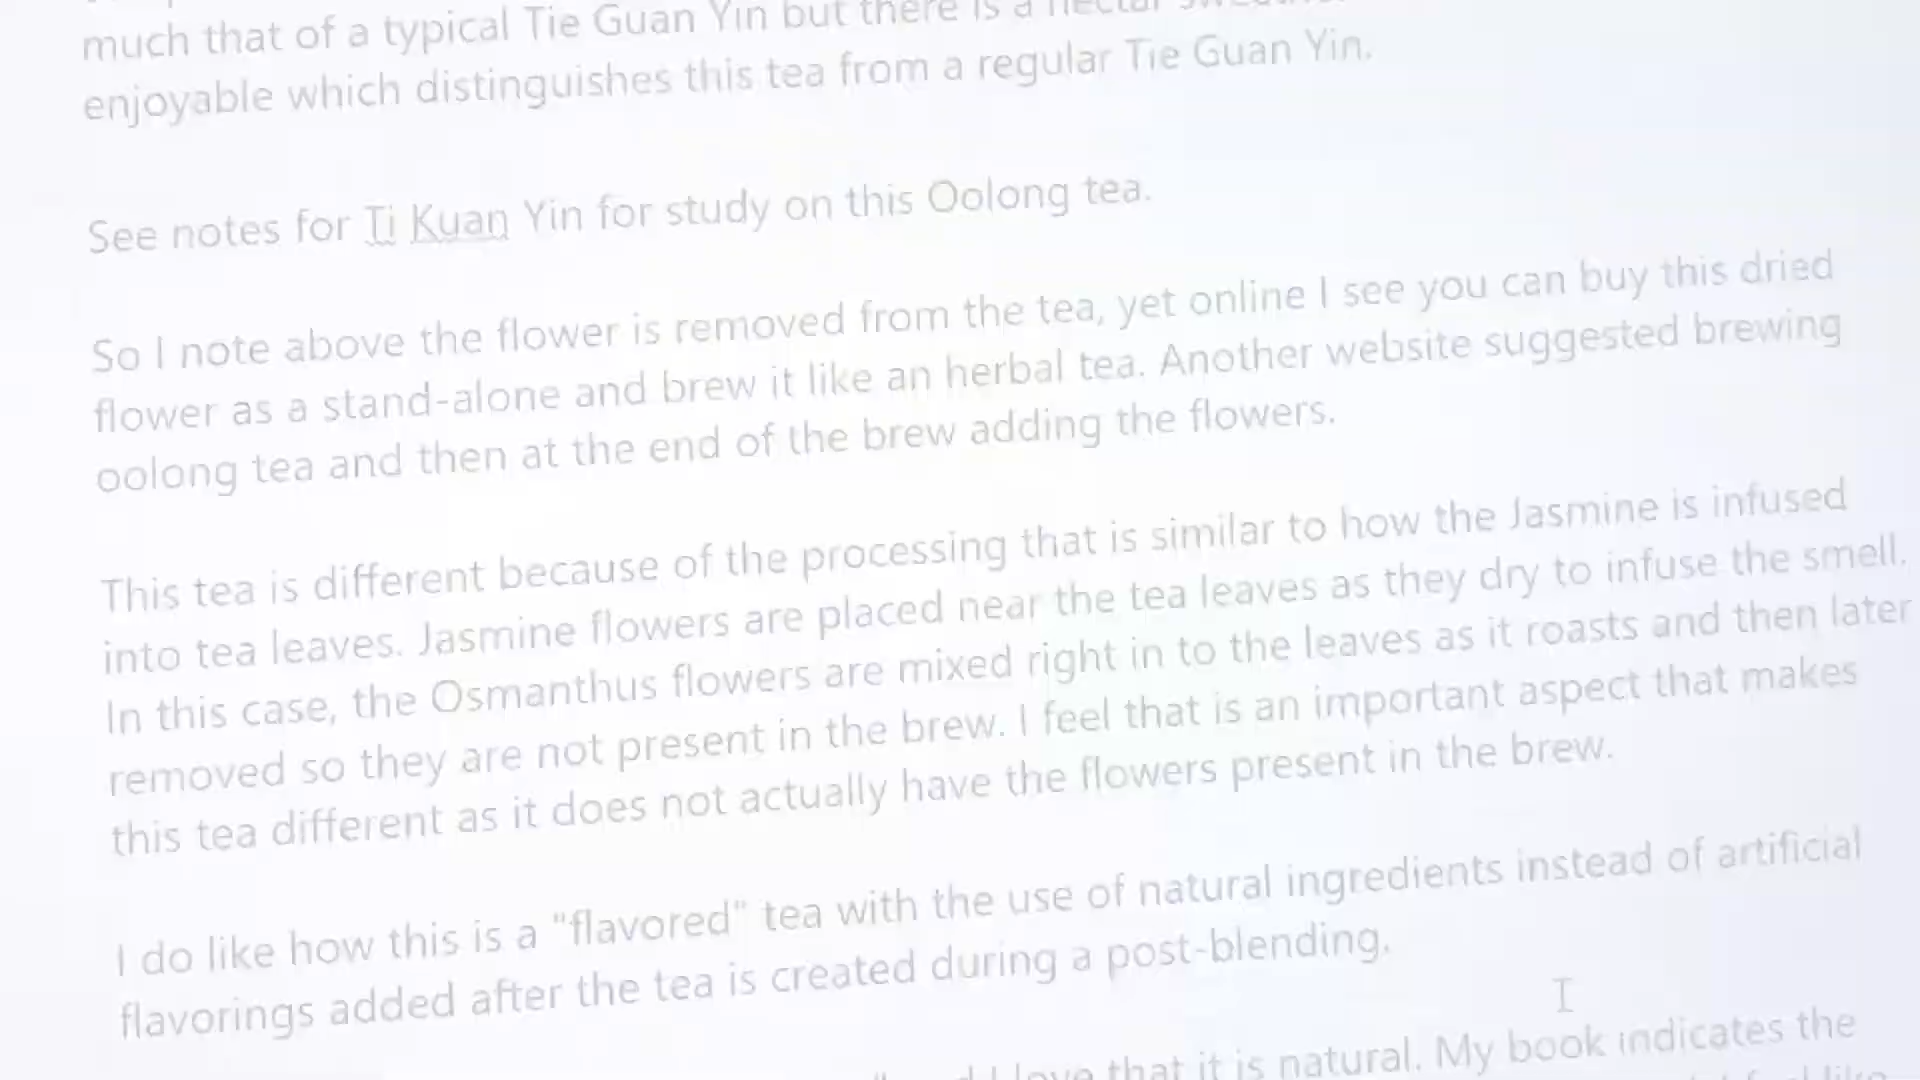 much that of a typical Tie Guan Yin but there is a nectar
enjoyable which distinguishes this tea from a regular Tie Guan Yin.
See notes for Ti Kuan Yin for study on this Oolong tea.
So I note above the flower is removed from the tea, yet online I see you can buy this dried
flower as a stand-alone and brew it like an herbal tea. Another website suggested brewing
oolong tea and then at the end of the brew adding the flowers.
This tea is different because of the processing that is similar to how the Jasmine is infused
into tea leaves. Jasmine flowers are placed near the tea leaves as they dry to infuse the smell.
In this case, the Osmanthus flowers are mixed right in to the leaves as it roasts and then later
removed so they are not present in the brew. I feel that is an important aspect that makes
this tea different as it does not actually have the flowers present in the brew.
I do like how this is a "flavored" tea with the use of natural ingredients instead of artificial
flavorings added after the tea is created during a post-blending.
I love that it is natural. My book indicates the